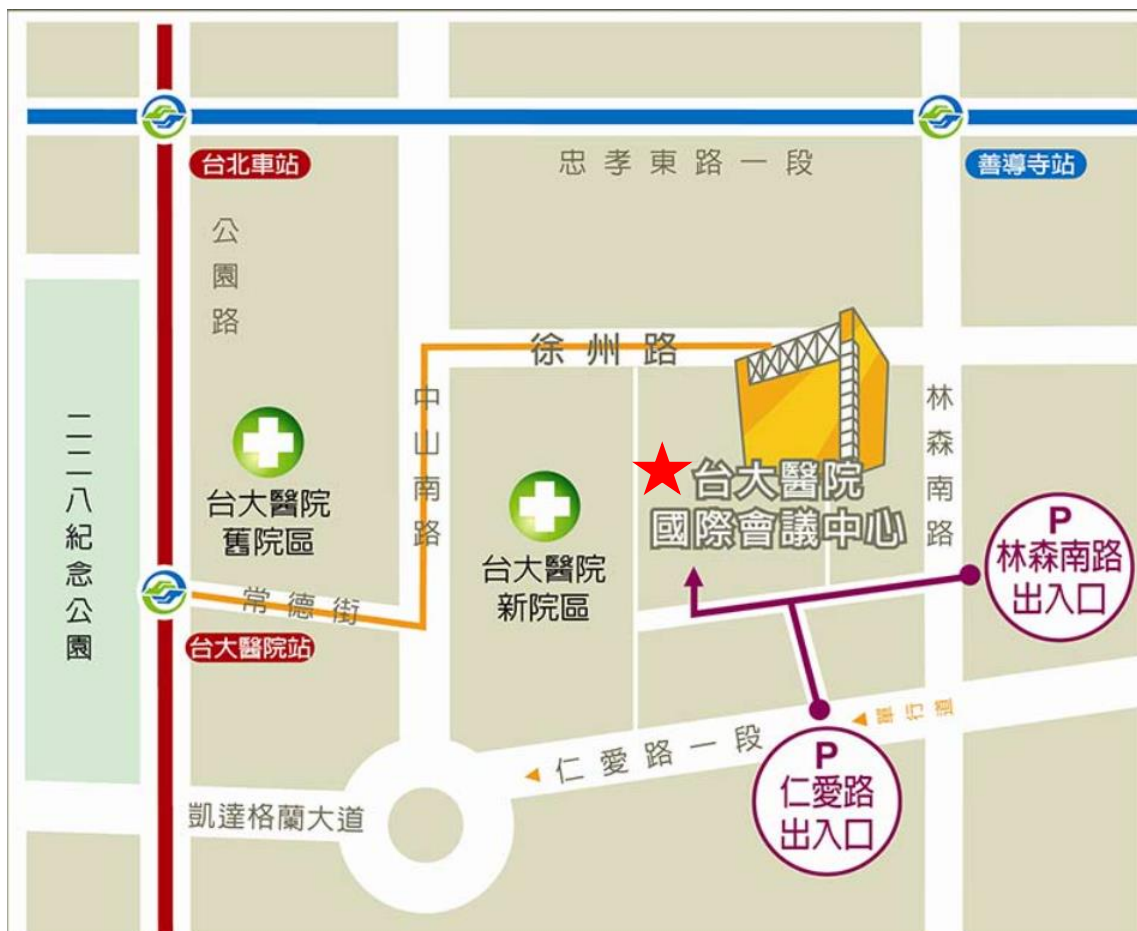 台北車站
忠孝東路一段
善導寺站
公園路
徐州路
中山南路
林森南路
二二八紀念公園
台大醫院
舊院區
台大醫院
國際會議中心
台大醫院
新院區
P
林森南路
出入口
常德街
台大醫院站
單行道
仁愛路一段
P
仁愛路
出入口
凱達格蘭大道